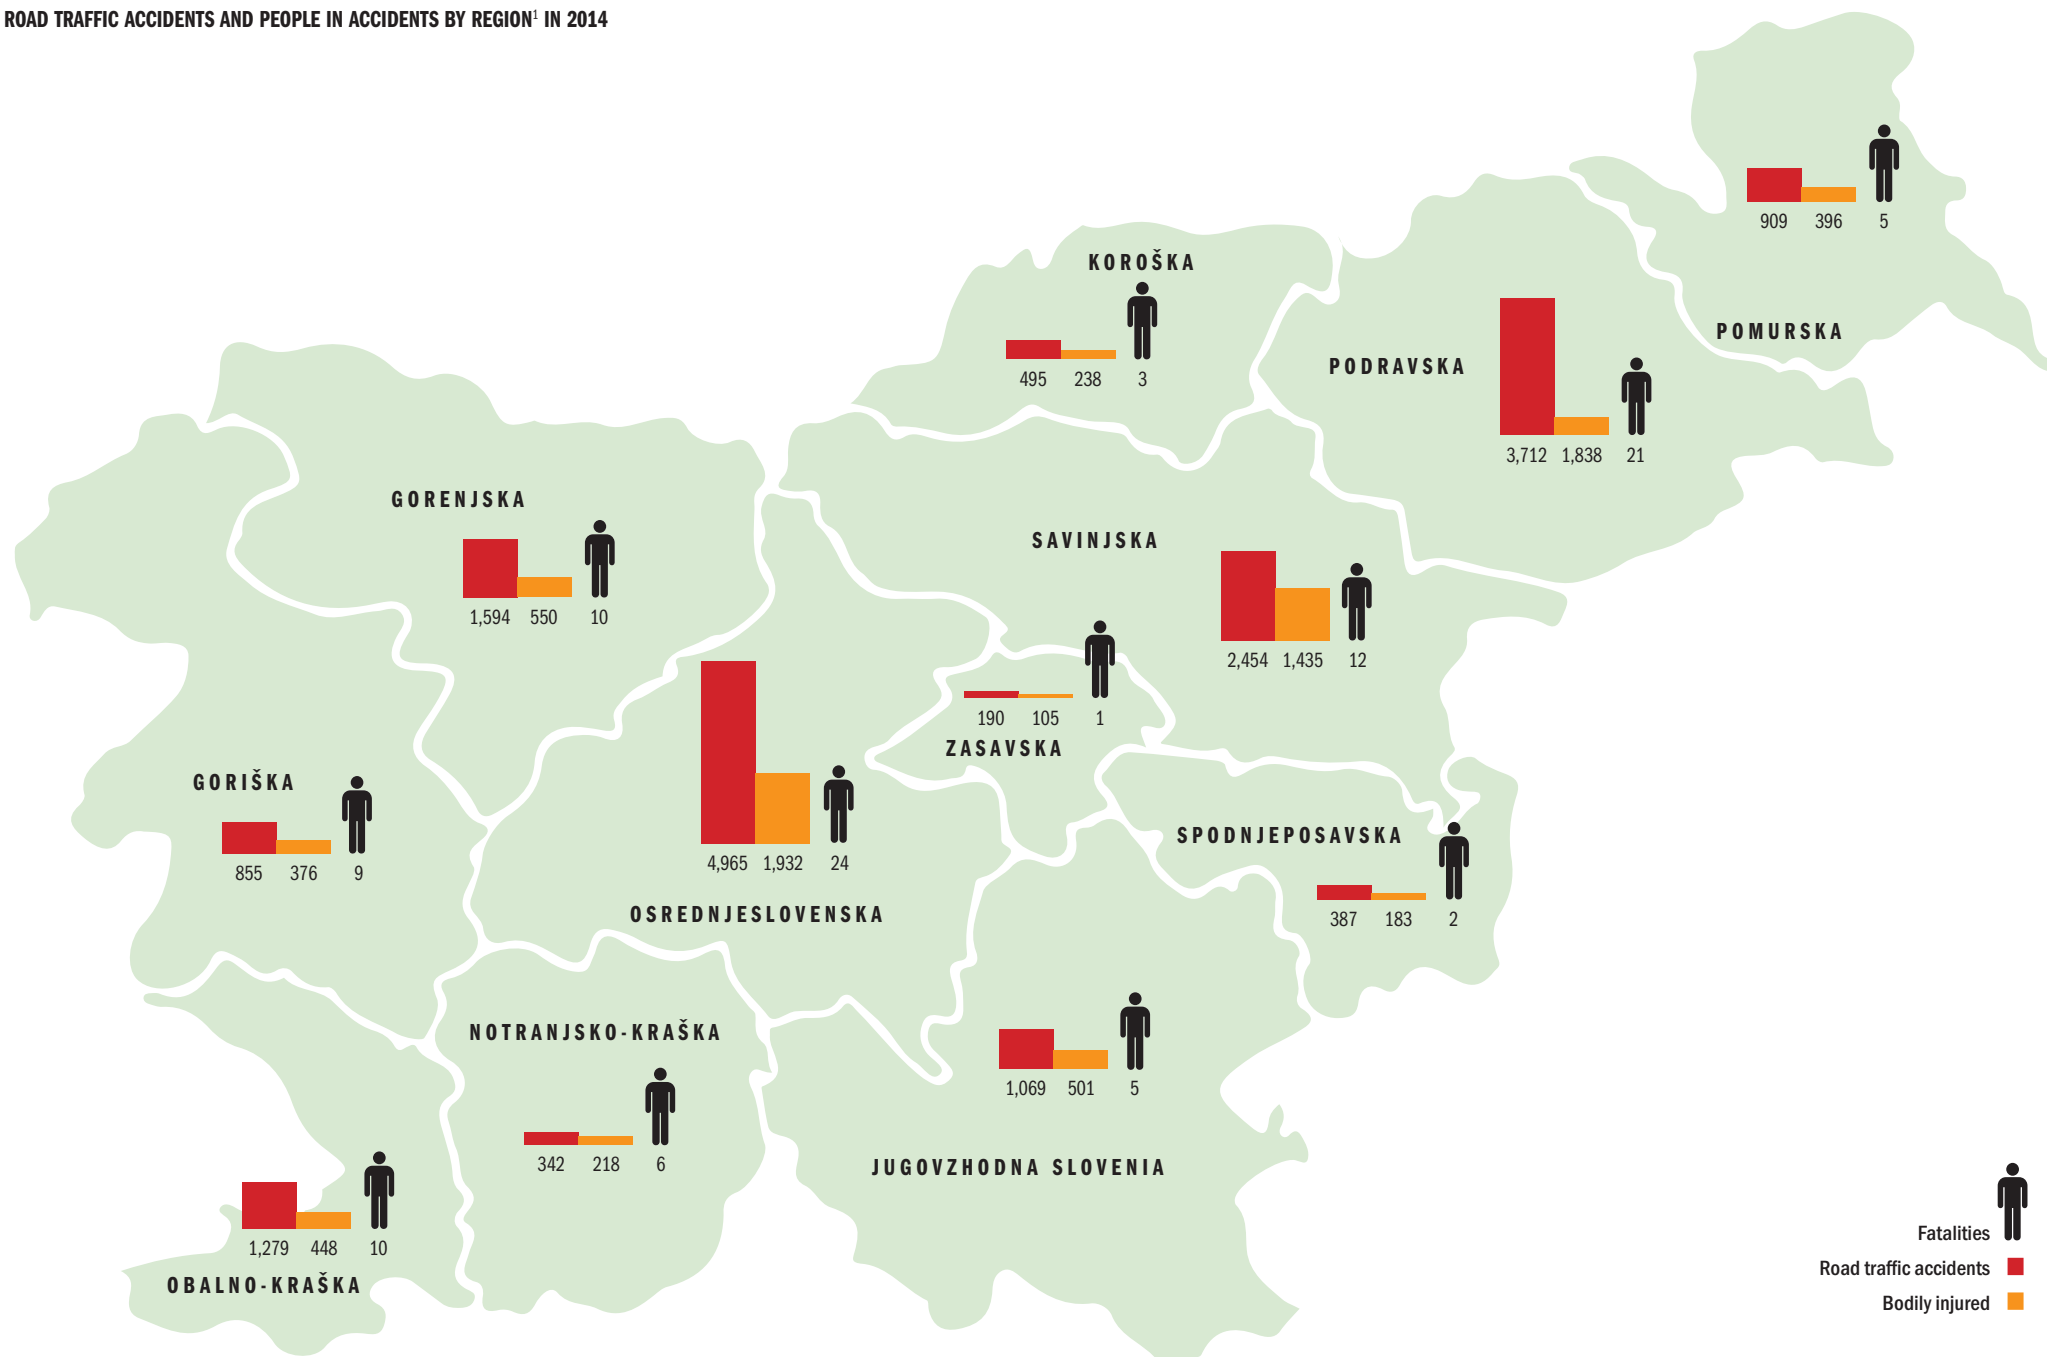 ROAD TRAFFIC ACCIDENTS AND PEOPLE IN ACCIDENTS BY REGION¹ IN 2014
909 396 5
POMURSKA
KOROŠKA
495 238 3
PODRAVSKA
3,712 1,838 21
GORENJSKA
1,594 550 10
SAVINJSKA
2,454 1,435 12
190 105 1
ZASAVSKA
GORIŠKA
855 376 9
4,965 1,932 24
OSREDNJESLOVENSKA
SPODNJEPOSAVSKA
387 183 2
NOTRANJSKO-KRAŠKA
342 218 6
1,069 501 5
JUGOVZHODNA SLOVENIA
1,279 448 10
OBALNO-KRAŠKA
Fatalities
Road traffic accidents
Bodily injured